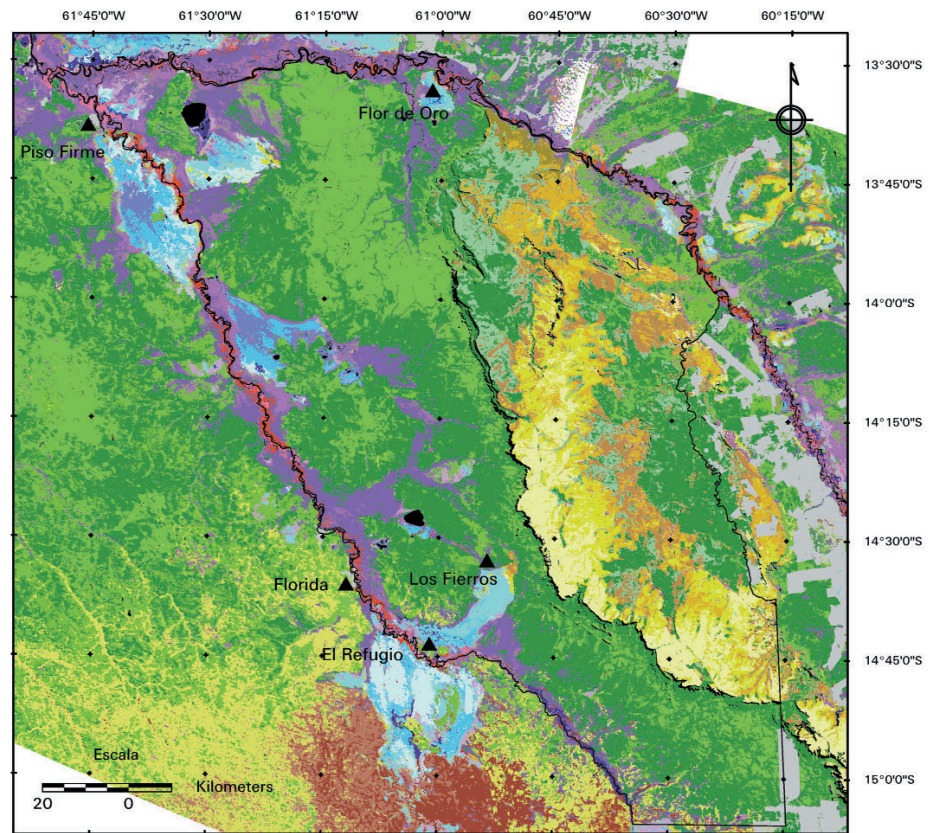 61°45'0"W 61°30'0"W 61°15'0"W 61°00'0"W 60°45'0"W 60°30'0"W 60°15'0"W
13°30'0"S
Flor de Oro
Piso Firme
13°45'0"S
14°00'0"S
14°15'0"S
14°30'0"S
Los Fierros
Florida
El Refugio
14°45'0"S
Escala
15°0'0"S
Kilometers
20 0